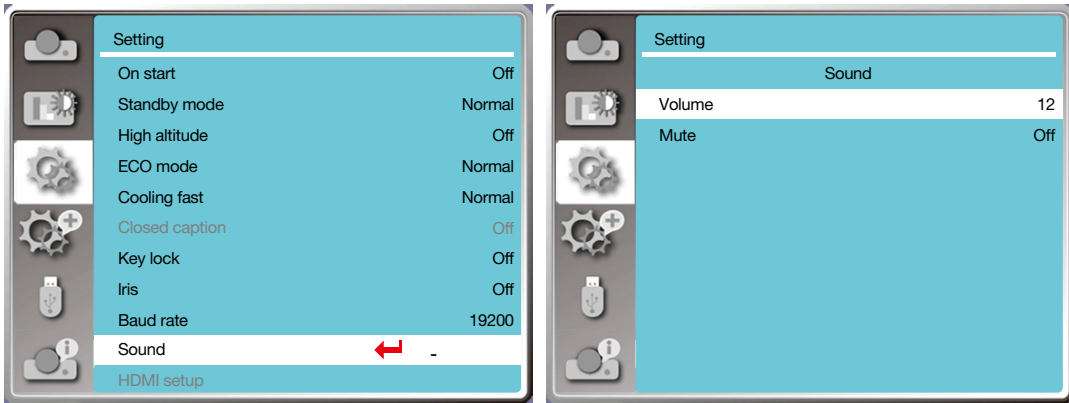 Setting
On start Off
Standby mode Normal
High altitude Off
ECO mode Normal
Cooling fast Normal
Closed caption Off
Key lock Off
Iris Off
Baud rate 19200
Sound -
HDMI setup
Setting
Sound
Volume 12
Mute Off